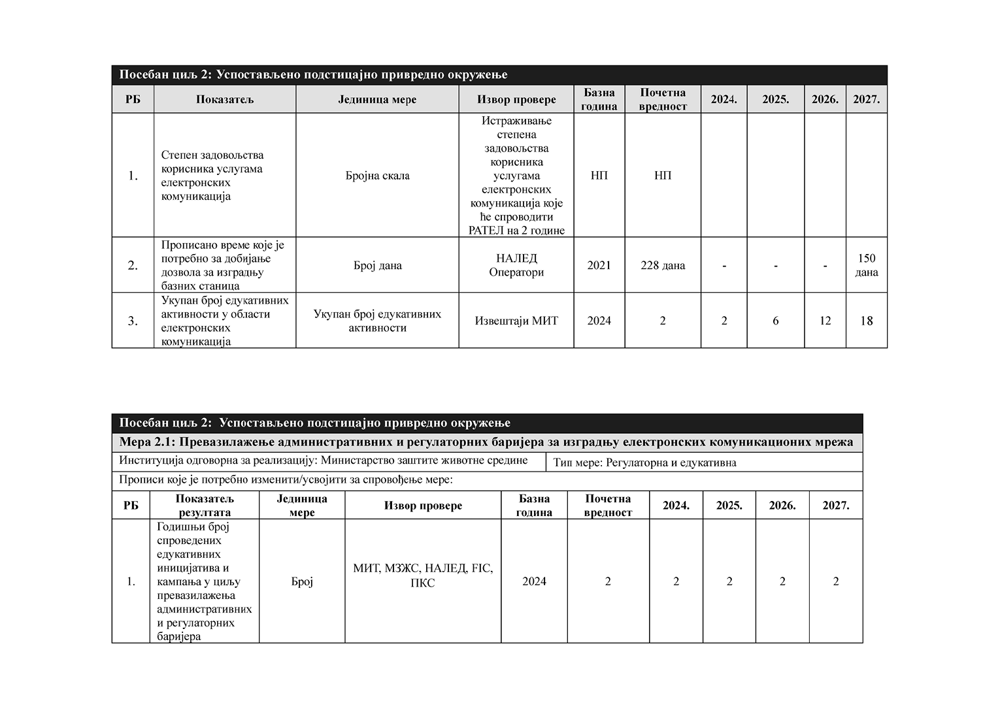 Посебан циљ 2: Успостављено подстицајно привредно окружење
РБ Показатељ Јединица мере Извор провере Базна година Почетна вредност 2024. 2025. 2026. 2027.
1.
Степен задовољства
корисника услугама
електронских
комуникација
Бројна скала
Истраживање
степена
задовољства
корисника
услугама
електронских
комуникација које
ће спроводити
РАТЕЛ на 2 године
НП
НП
2.
Прописано време које је
потребно за добијање
дозвола за изградњу
базних станица
Број дана
НАЛЕД
Оператори
2021
228 дана
-
-
-
150
дана
3.
Укупан број едукативних
активности у области
електронских
комуникација
Укупан број едукативних
активности
Извештаји МИТ
2024
2
2
6
12
18
Посебан циљ 2: Успостављено подстицајно привредно окружење
Мера 2.1: Превазилажење административних и регулаторних баријера за изградњу електронских комуникационих мрежа
Институција одговорна за реализацију: Министарство заштите животне средине
Тип мере: Регулаторна и едукативна
Прописи које је потребно изменити/усвојити за спровођење мере:
РБ
Показатељ
резултата
Јединица
мере
Извор провере
Базна
година
Почетна
вредност
2024.
2025.
2026.
2027.
1.
Годишњи број
спроведених
едукативних
иницијатива и
кампања у циљу
превазилажења
административних
и регулаторних
баријера
Број
МИТ, МЗЖС, НАЛЕД, FIC,
ПКС
2024
2
2
2
2
2